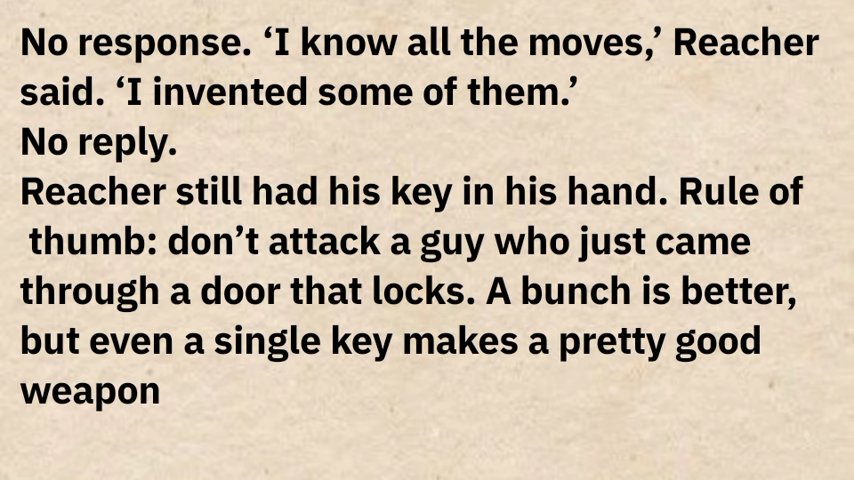 No response. ‘I know all the moves,’ Reacher
said. ‘I invented some of them.’
No reply.
Reacher still had his key in his hand. Rule of
thumb: don’t attack a guy who just came
through a door that locks. A bunch is better,
but even a single key makes a pretty good
weapon